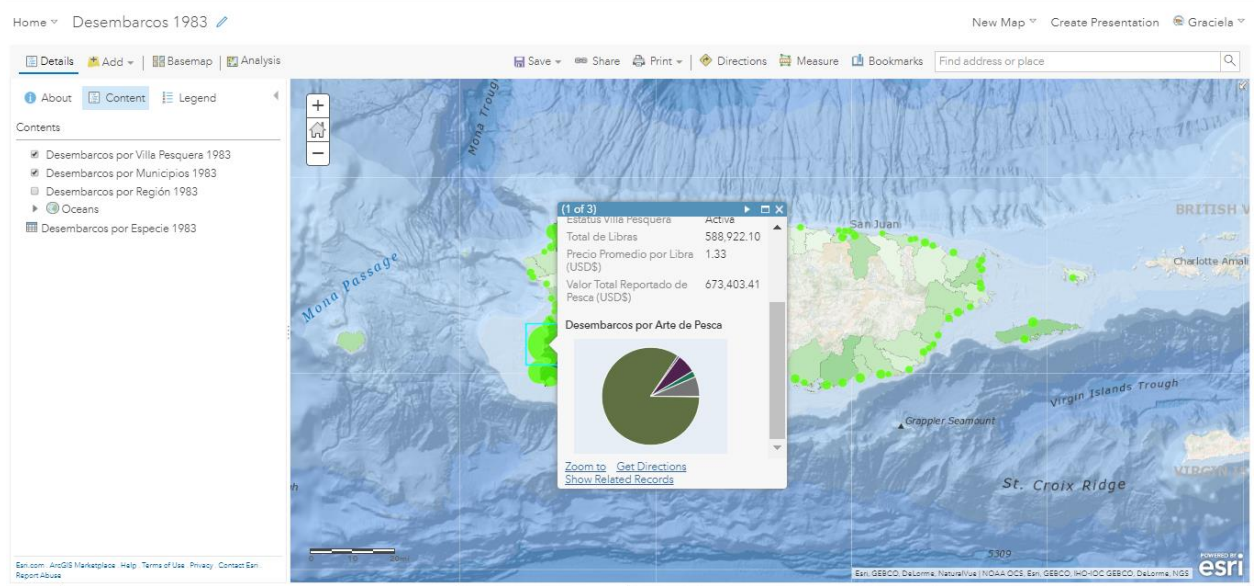 Home Desembarcos 1983 New Map Create Presentation Graciela
Details Add Basemap Analysis Save Share Print Directions Measure Bookmarks Find address or place
About Content Legend
Contents
Desembarcos por Villa Pesquera 1983
Desembarcos por Municipios 1983
Desembarcos por Región 1983
Oceans
Desembarcos por Especie 1983
Esri.com ArcGIS Marketplace Help Terms of Use Privacy Contact Esri
Report Abuse
+
−
Mona Trough
Mona Passage
(1 of 3)
Estatus Villa Pesquera Activa
Total de Libras 588,922.10
Precio Promedio por Libra 1.33
(USD$)
Valor Total Reportado de 673,403.41
Pesca (USD$)
Desembarcos por Arte de Pesca
Zoom to Get Directions
Show Related Records
San Juan
BRITISH V
Charlotte Amali
Virgin Islands Trough
Grappler Seamount
St. Croix Ridge
5309
Esri, GEBCO, DeLorme, NaturalVue | NOAA OCS, Esri, GEBCO, IHO-IOC GEBCO, DeLorme, NGS
POWERED BY
esri